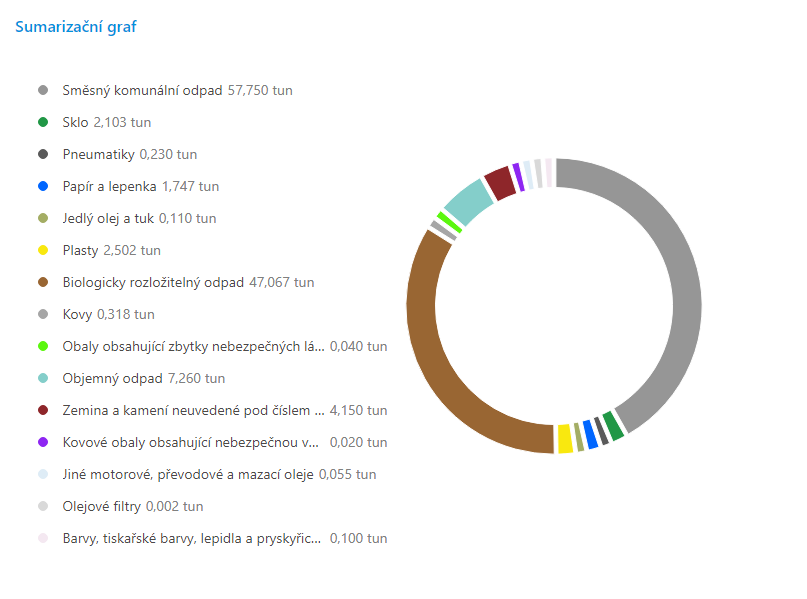 Sumarizační graf
Směsný komunální odpad 57,750 tun
Sklo 2,103 tun
Pneumatiky 0,230 tun
Papír a lepenka 1,747 tun
Jedlý olej a tuk 0,110 tun
Plasty 2,502 tun
Biologicky rozložitelný odpad 47,067 tun
Kovy 0,318 tun
Obaly obsahující zbytky nebezpečných lá... 0,040 tun
Objemný odpad 7,260 tun
Zemina a kamení neuvedené pod číslem ... 4,150 tun
Kovové obaly obsahující nebezpečnou v... 0,020 tun
Jiné motorové, převodové a mazací oleje 0,055 tun
Olejové filtry 0,002 tun
Barvy, tiskařské barvy, lepidla a pryskyřic... 0,100 tun